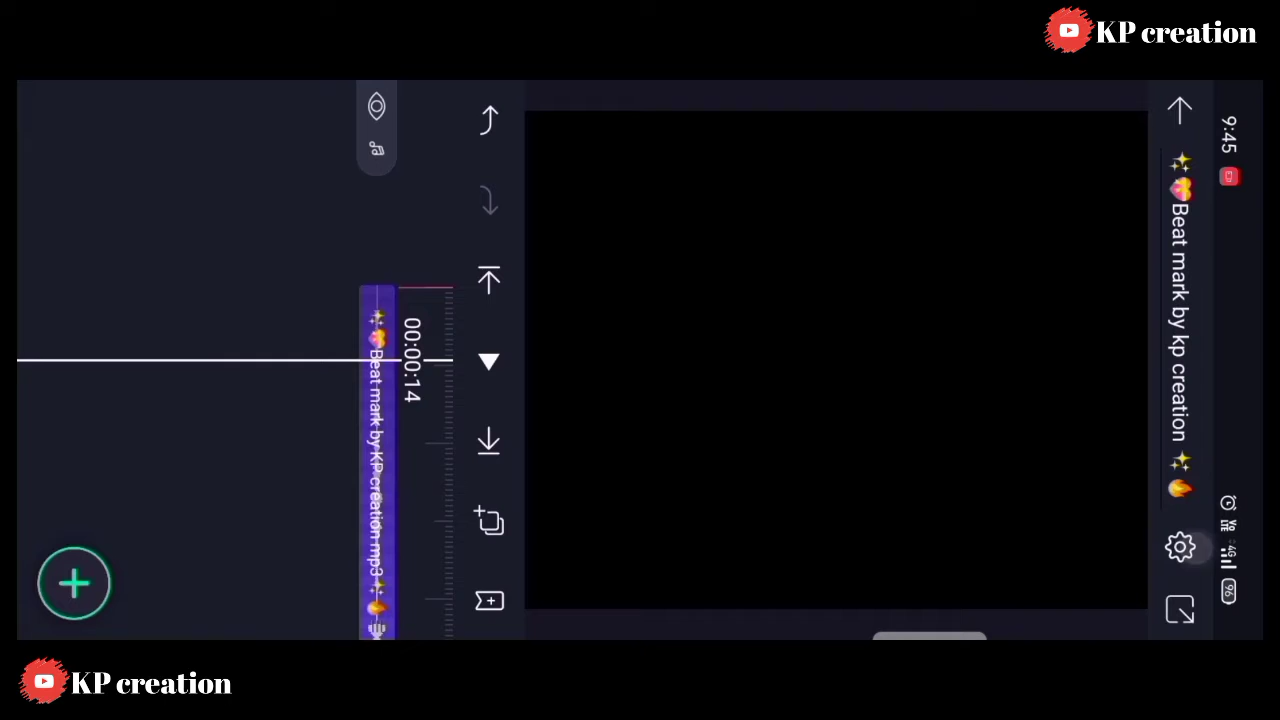 KP creation
9:45
96
✨💝Beat mark by kp creation ✨🔥
00:00:14
✨💝Beat mark by KP creation mp3✨🔥
KP creation